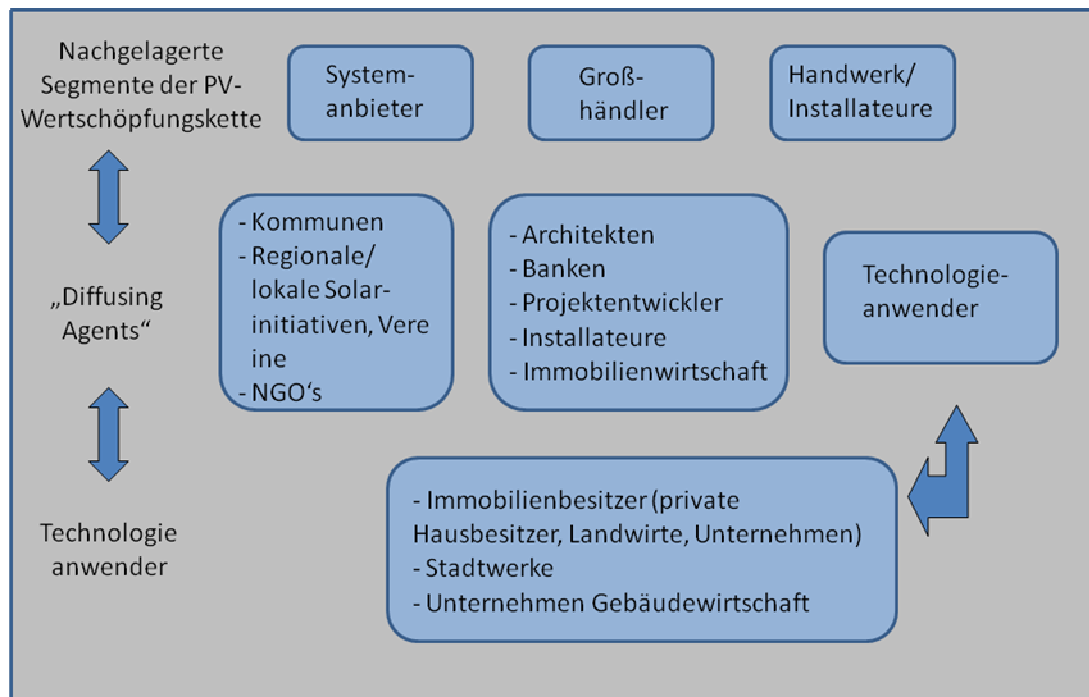 Nachgelagerte
Segmente der PV-
Wertschöpfungskette
System-
anbieter
Groß-
händler
Handwerk/
Installateure
„Diffusing
Agents“
- Kommunen
- Regionale/
lokale Solar-
initiativen, Vere
ine
- NGO‘s
- Architekten
- Banken
- Projektentwickler
- Installateure
- Immobilienwirtschaft
Technologie-
anwender
Technologie
anwender
- Immobilienbesitzer (private
Hausbesitzer, Landwirte, Unternehmen)
- Stadtwerke
- Unternehmen Gebäudewirtschaft